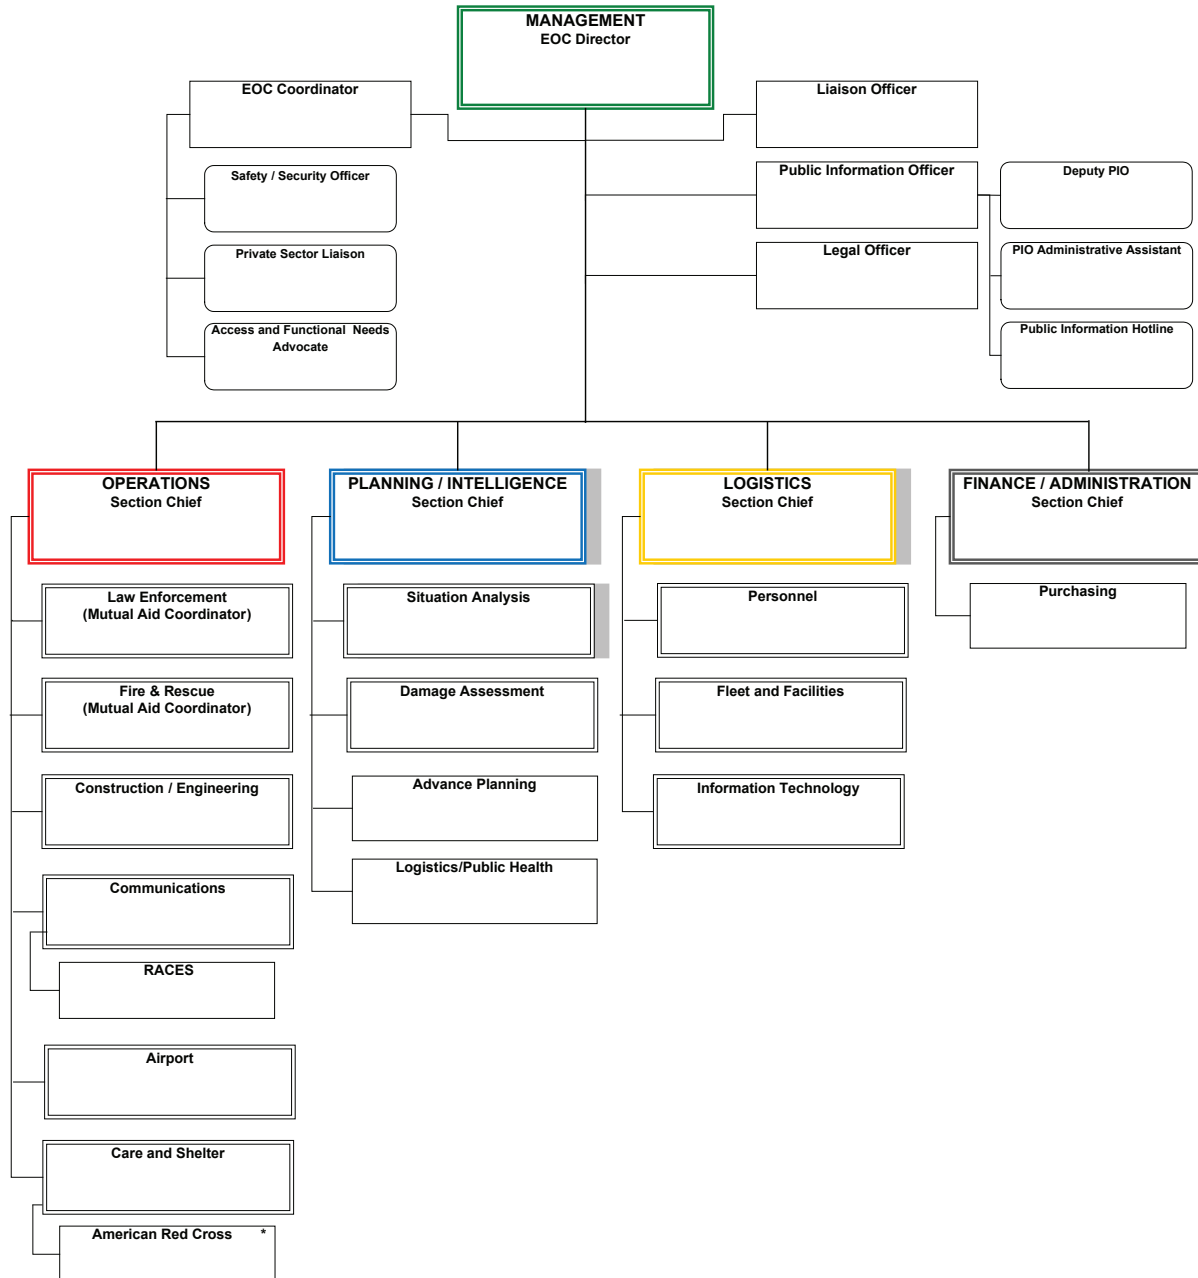 MANAGEMENT
EOC Director
EOC Coordinator
Liaison Officer
Safety / Security Officer
Public Information Officer
Deputy PIO
Private Sector Liaison
Legal Officer
PIO Administrative Assistant
Access and Functional Needs
Advocate
Public Information Hotline
OPERATIONS
Section Chief
PLANNING / INTELLIGENCE
Section Chief
LOGISTICS
Section Chief
FINANCE / ADMINISTRATION
Section Chief
Law Enforcement
(Mutual Aid Coordinator)
Situation Analysis
Personnel
Purchasing
Fire & Rescue
(Mutual Aid Coordinator)
Damage Assessment
Fleet and Facilities
Construction / Engineering
Advance Planning
Information Technology
Communications
Logistics/Public Health
RACES
Airport
Care and Shelter
American Red Cross *